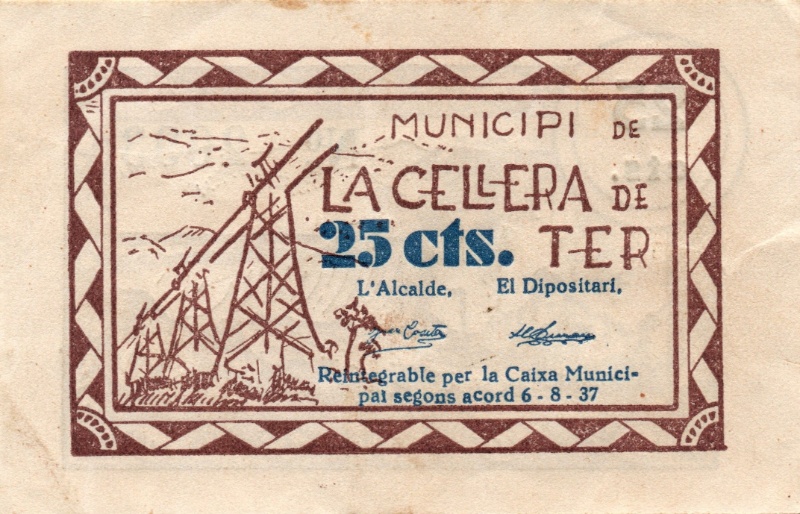 MUNICIPI DE
LA CELLERA DE
25 cts. TER
L'Alcalde, El Dipositari,
Reintegrable per la Caixa Munici-
pal segons acord 6 - 8 - 37